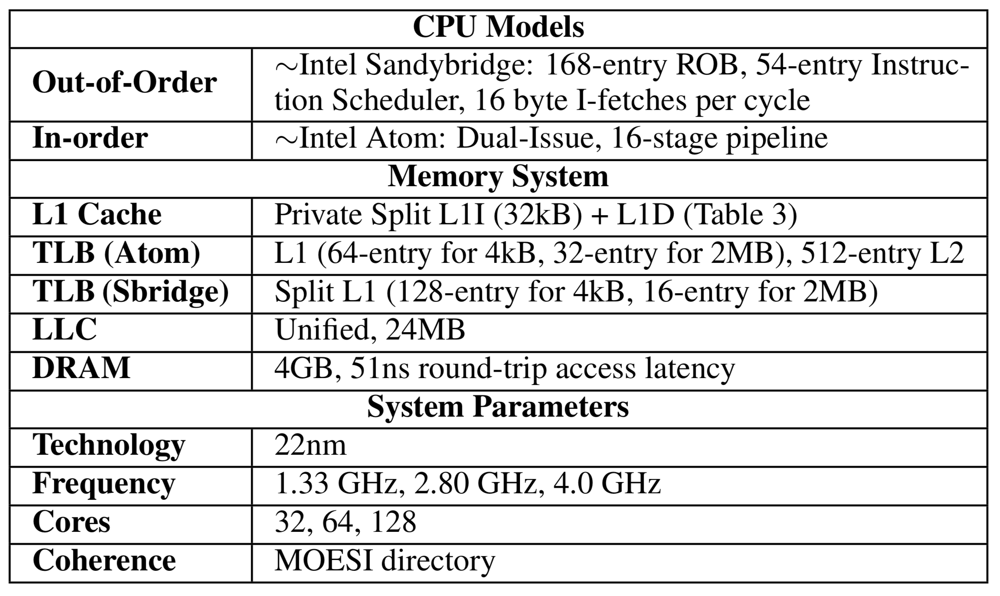 CPU Models
Out-of-Order
~Intel Sandybridge: 168-entry ROB, 54-entry Instruc-
tion Scheduler, 16 byte I-fetches per cycle
In-order
~Intel Atom: Dual-Issue, 16-stage pipeline
Memory System
L1 Cache
Private Split L1I (32kB) + L1D (Table 3)
TLB (Atom)
L1 (64-entry for 4kB, 32-entry for 2MB), 512-entry L2
TLB (Sbridge)
Split L1 (128-entry for 4kB, 16-entry for 2MB)
LLC
Unified, 24MB
DRAM
4GB, 51ns round-trip access latency
System Parameters
Technology
22nm
Frequency
1.33 GHz, 2.80 GHz, 4.0 GHz
Cores
32, 64, 128
Coherence
MOESI directory